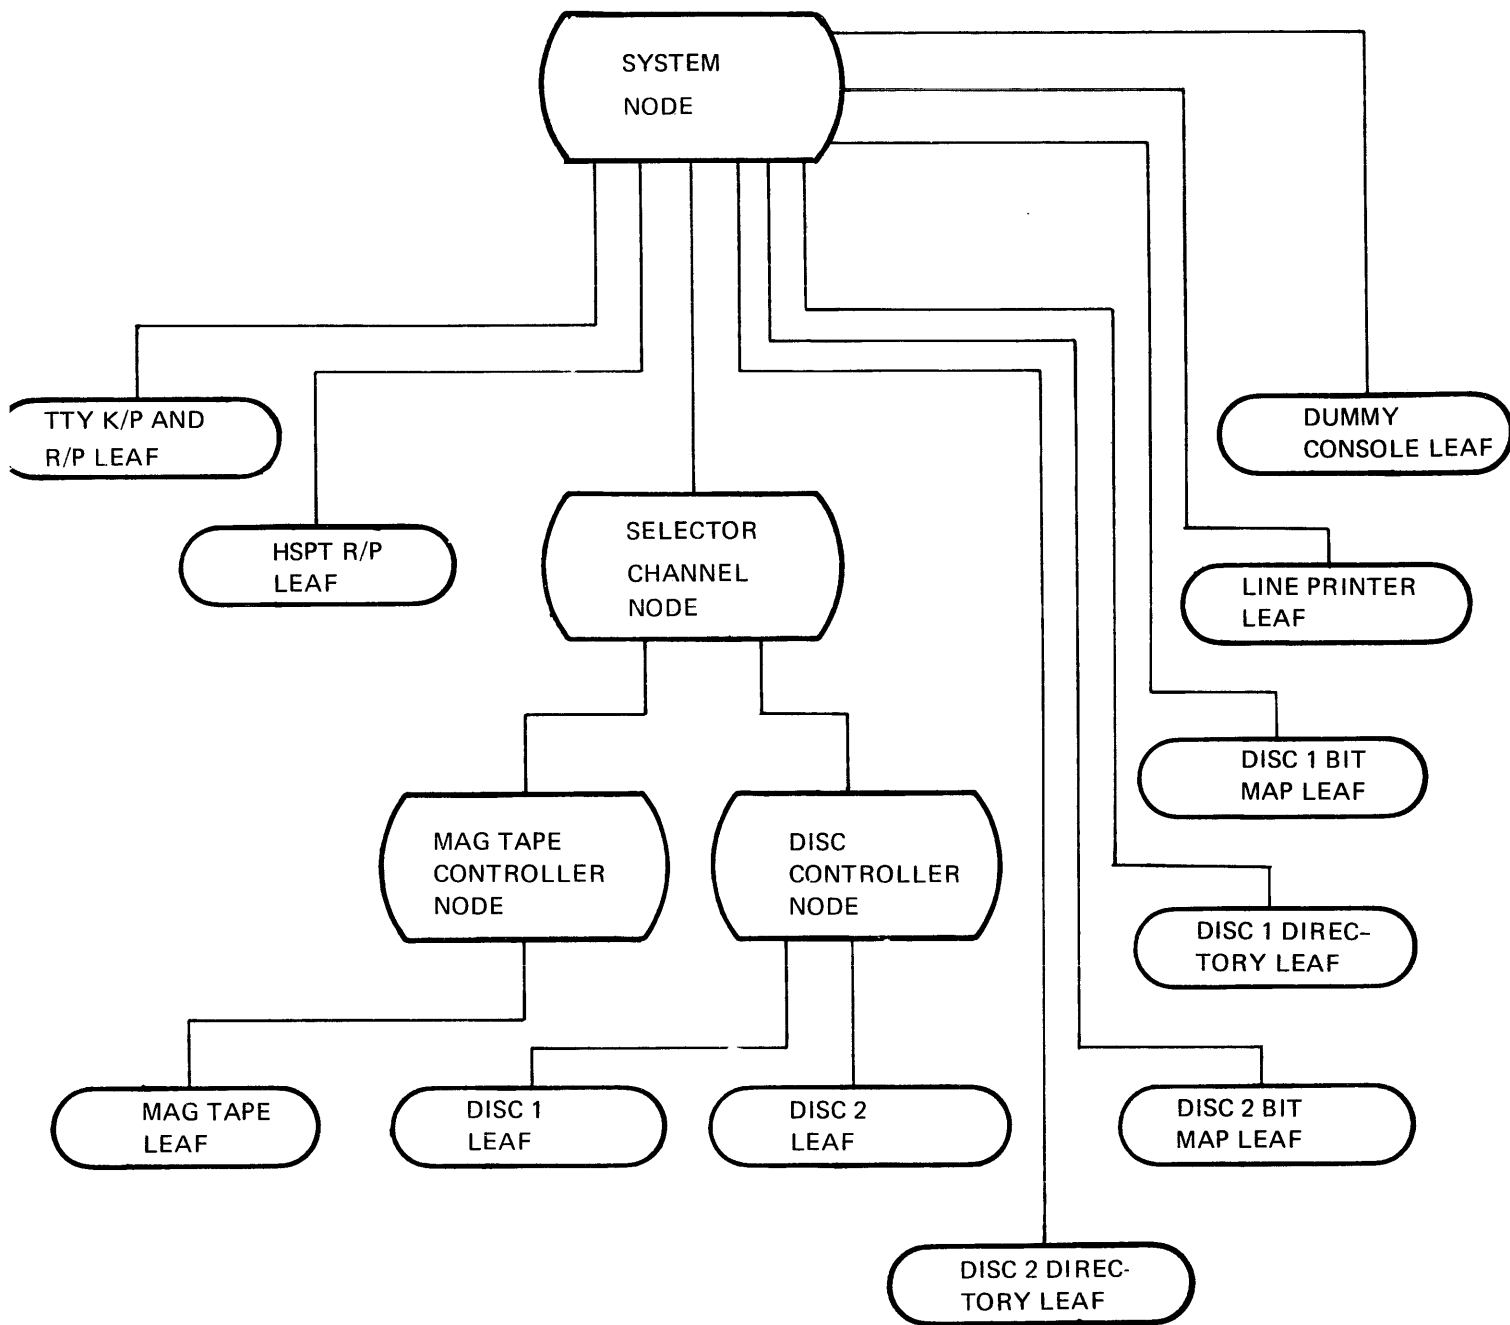 SYSTEM
NODE
TTY K/P AND
R/P LEAF
DUMMY
CONSOLE LEAF
HSPT R/P
LEAF
SELECTOR
CHANNEL
NODE
LINE PRINTER
LEAF
DISC 1 BIT
MAP LEAF
MAG TAPE
CONTROLLER
NODE
DISC
CONTROLLER
NODE
DISC 1 DIREC-
TORY LEAF
MAG TAPE
LEAF
DISC 1
LEAF
DISC 2
LEAF
DISC 2 BIT
MAP LEAF
DISC 2 DIREC-
TORY LEAF